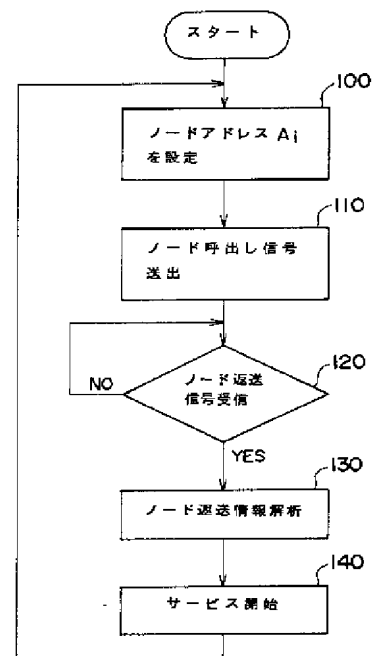 スタート
100
ノードアドレス Ai
を設定
110
ノード呼出し信号
送出
120
ノード返送
信号受信
NO
YES
130
ノード返送情報解析
140
サービス開始